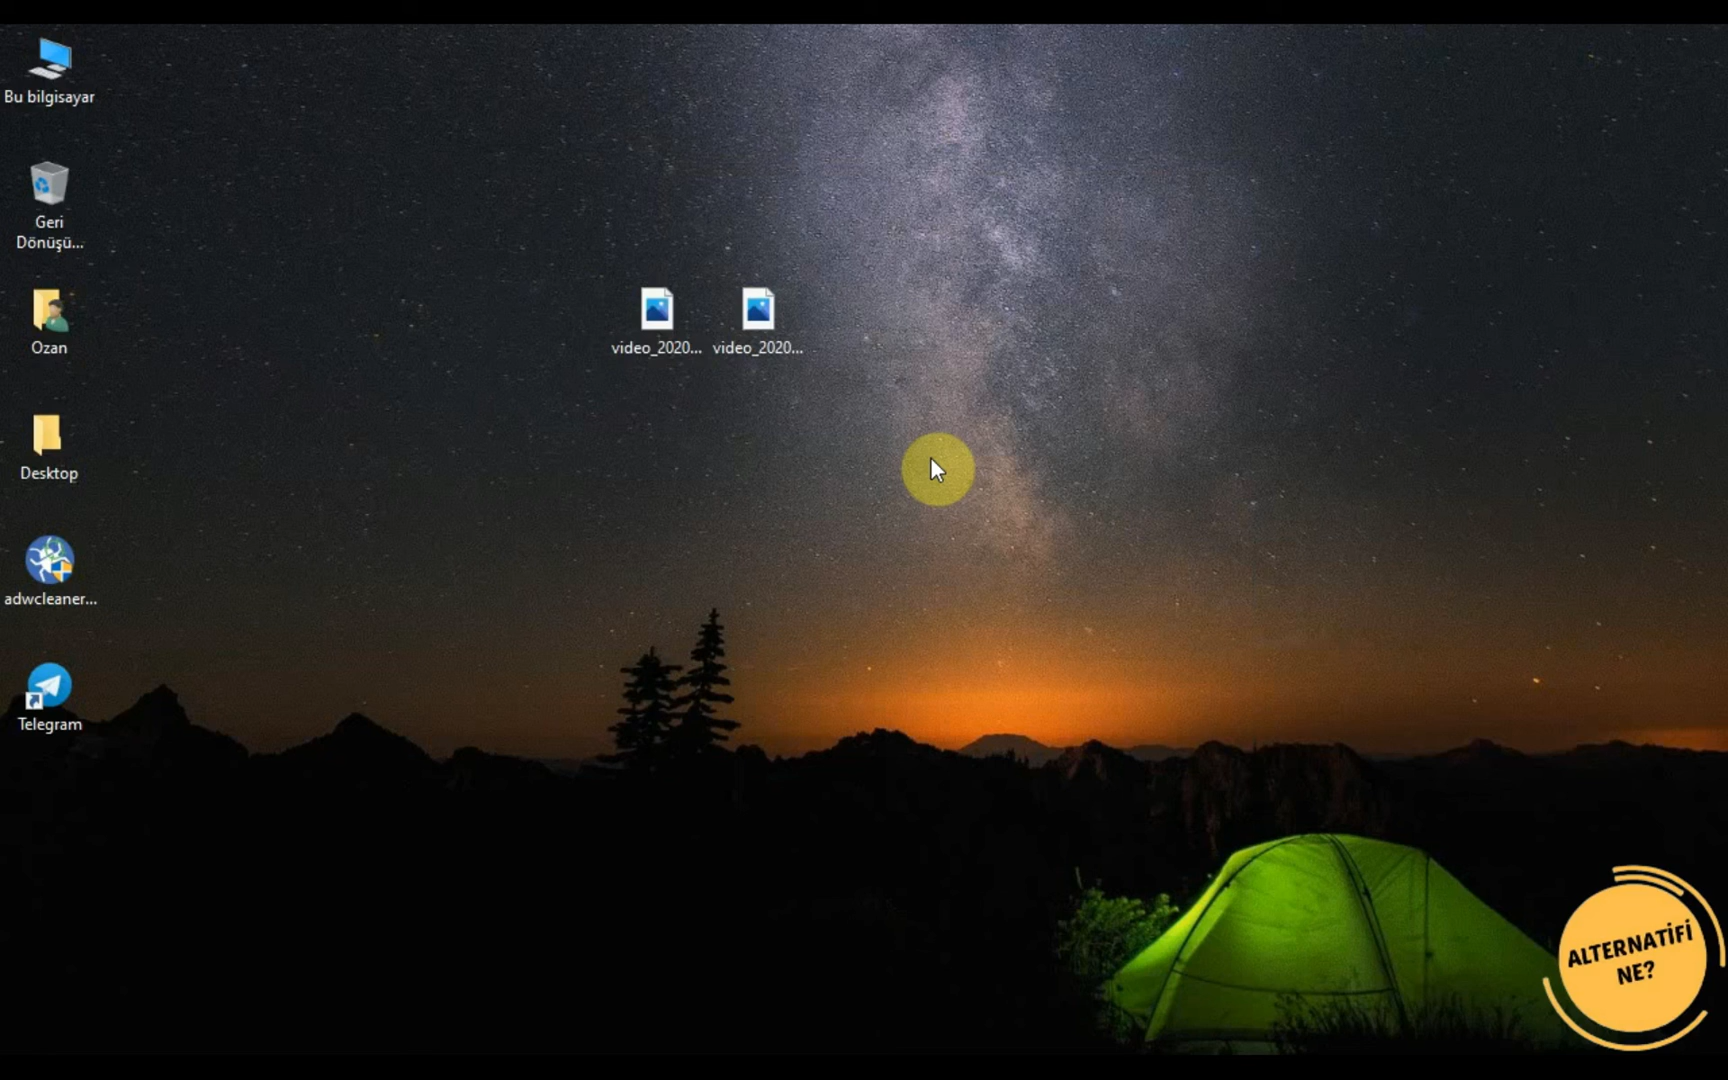 Bu bilgisayar
Geri
Dönüşü...
Ozan
video_2020...
video_2020...
Desktop
adwcleaner...
Telegram
ALTERNATİFİ
NE?